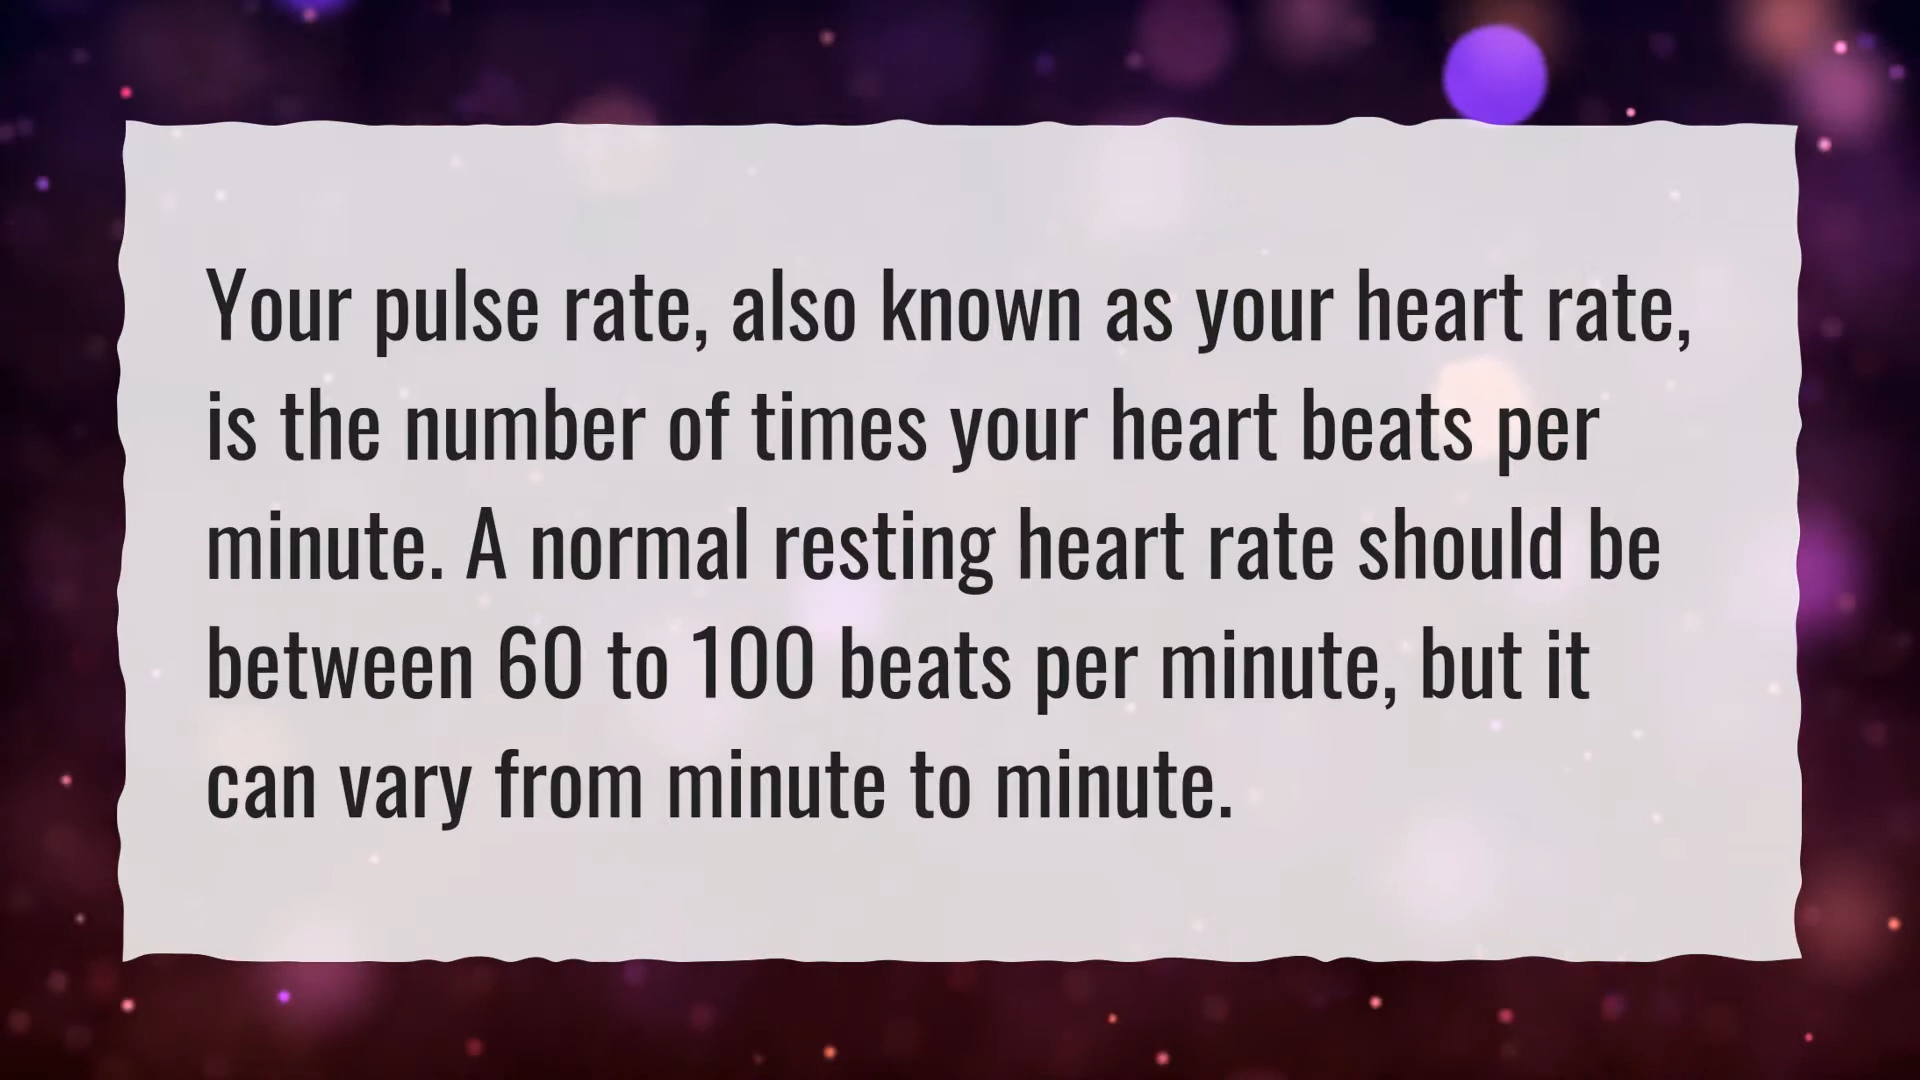 Your pulse rate, also known as your heart rate,
is the number of times your heart beats per
minute. A normal resting heart rate should be
between 60 to 100 beats per minute, but it
can vary from minute to minute.